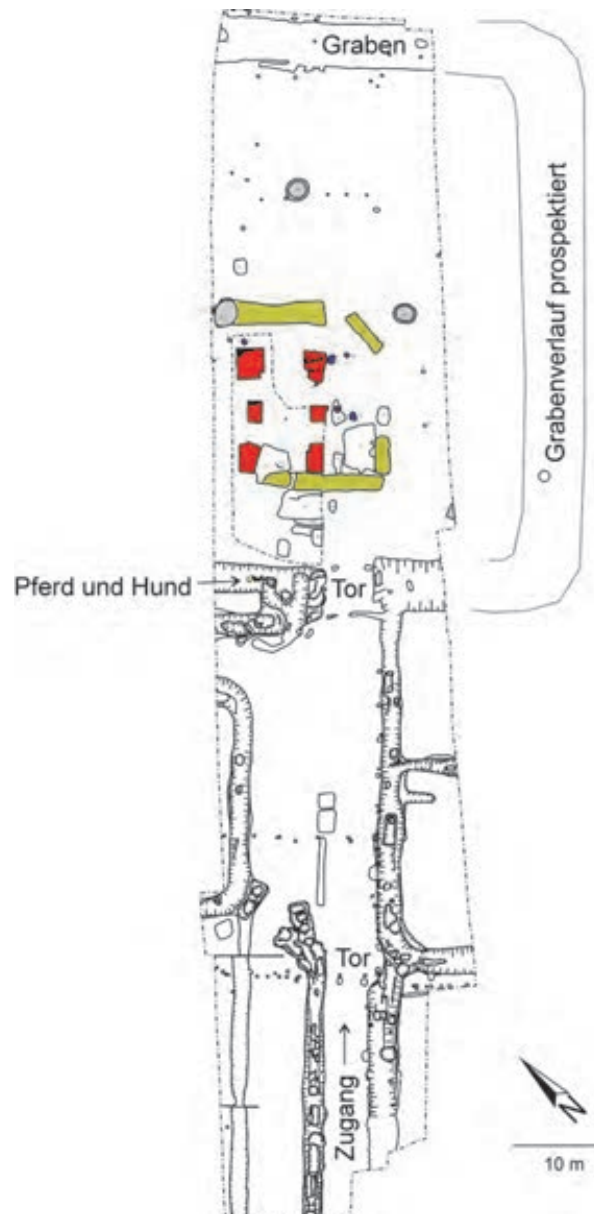 Graben
Grabenverlauf prospektiert
Pferd und Hund
Tor
Tor
Zugang
N
10 m